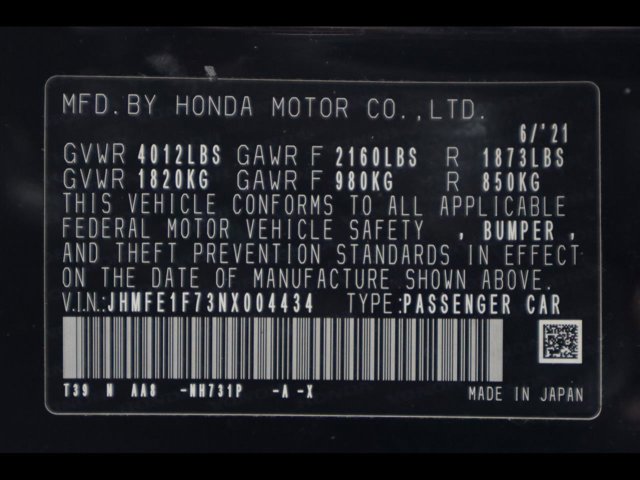 MFD.BY HONDA MOTOR CO.,LTD.
6/'21
GVWR 4012LBS GAWR F 2160LBS R 1873LBS
GVWR 1820KG GAWR F 980KG R 850KG
THIS VEHICLE CONFORMS TO ALL APPLICABLE
FEDERAL MOTOR VEHICLE SAFETY , BUMPER ,
AND THEFT PREVENTION STANDARDS IN EFFECT
ON THE DATE OF MANUFACTURE SHOWN ABOVE.
V.I.N:JHMFE1F73NX004434 TYPE:PASSENGER CAR
T39 N AA8 -NH731P -A -X
MADE IN JAPAN